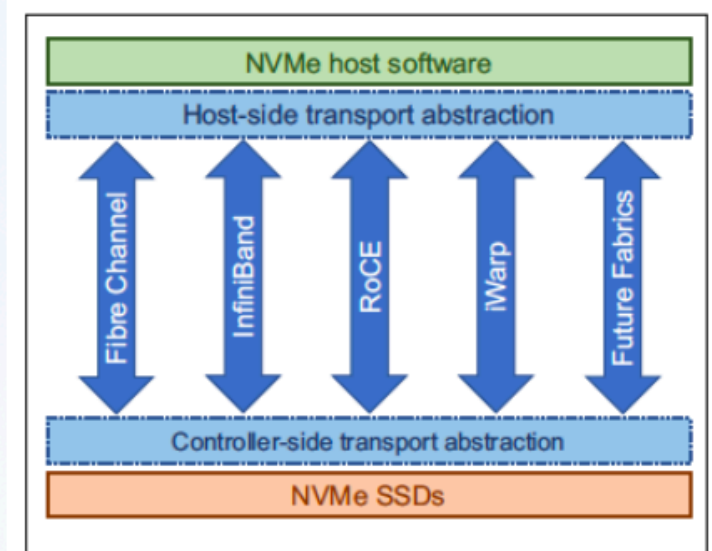 NVMe host software
Host-side transport abstraction
Fibre Channel
InfiniBand
RoCE
iWarp
Future Fabrics
Controller-side transport abstraction
NVMe SSDs